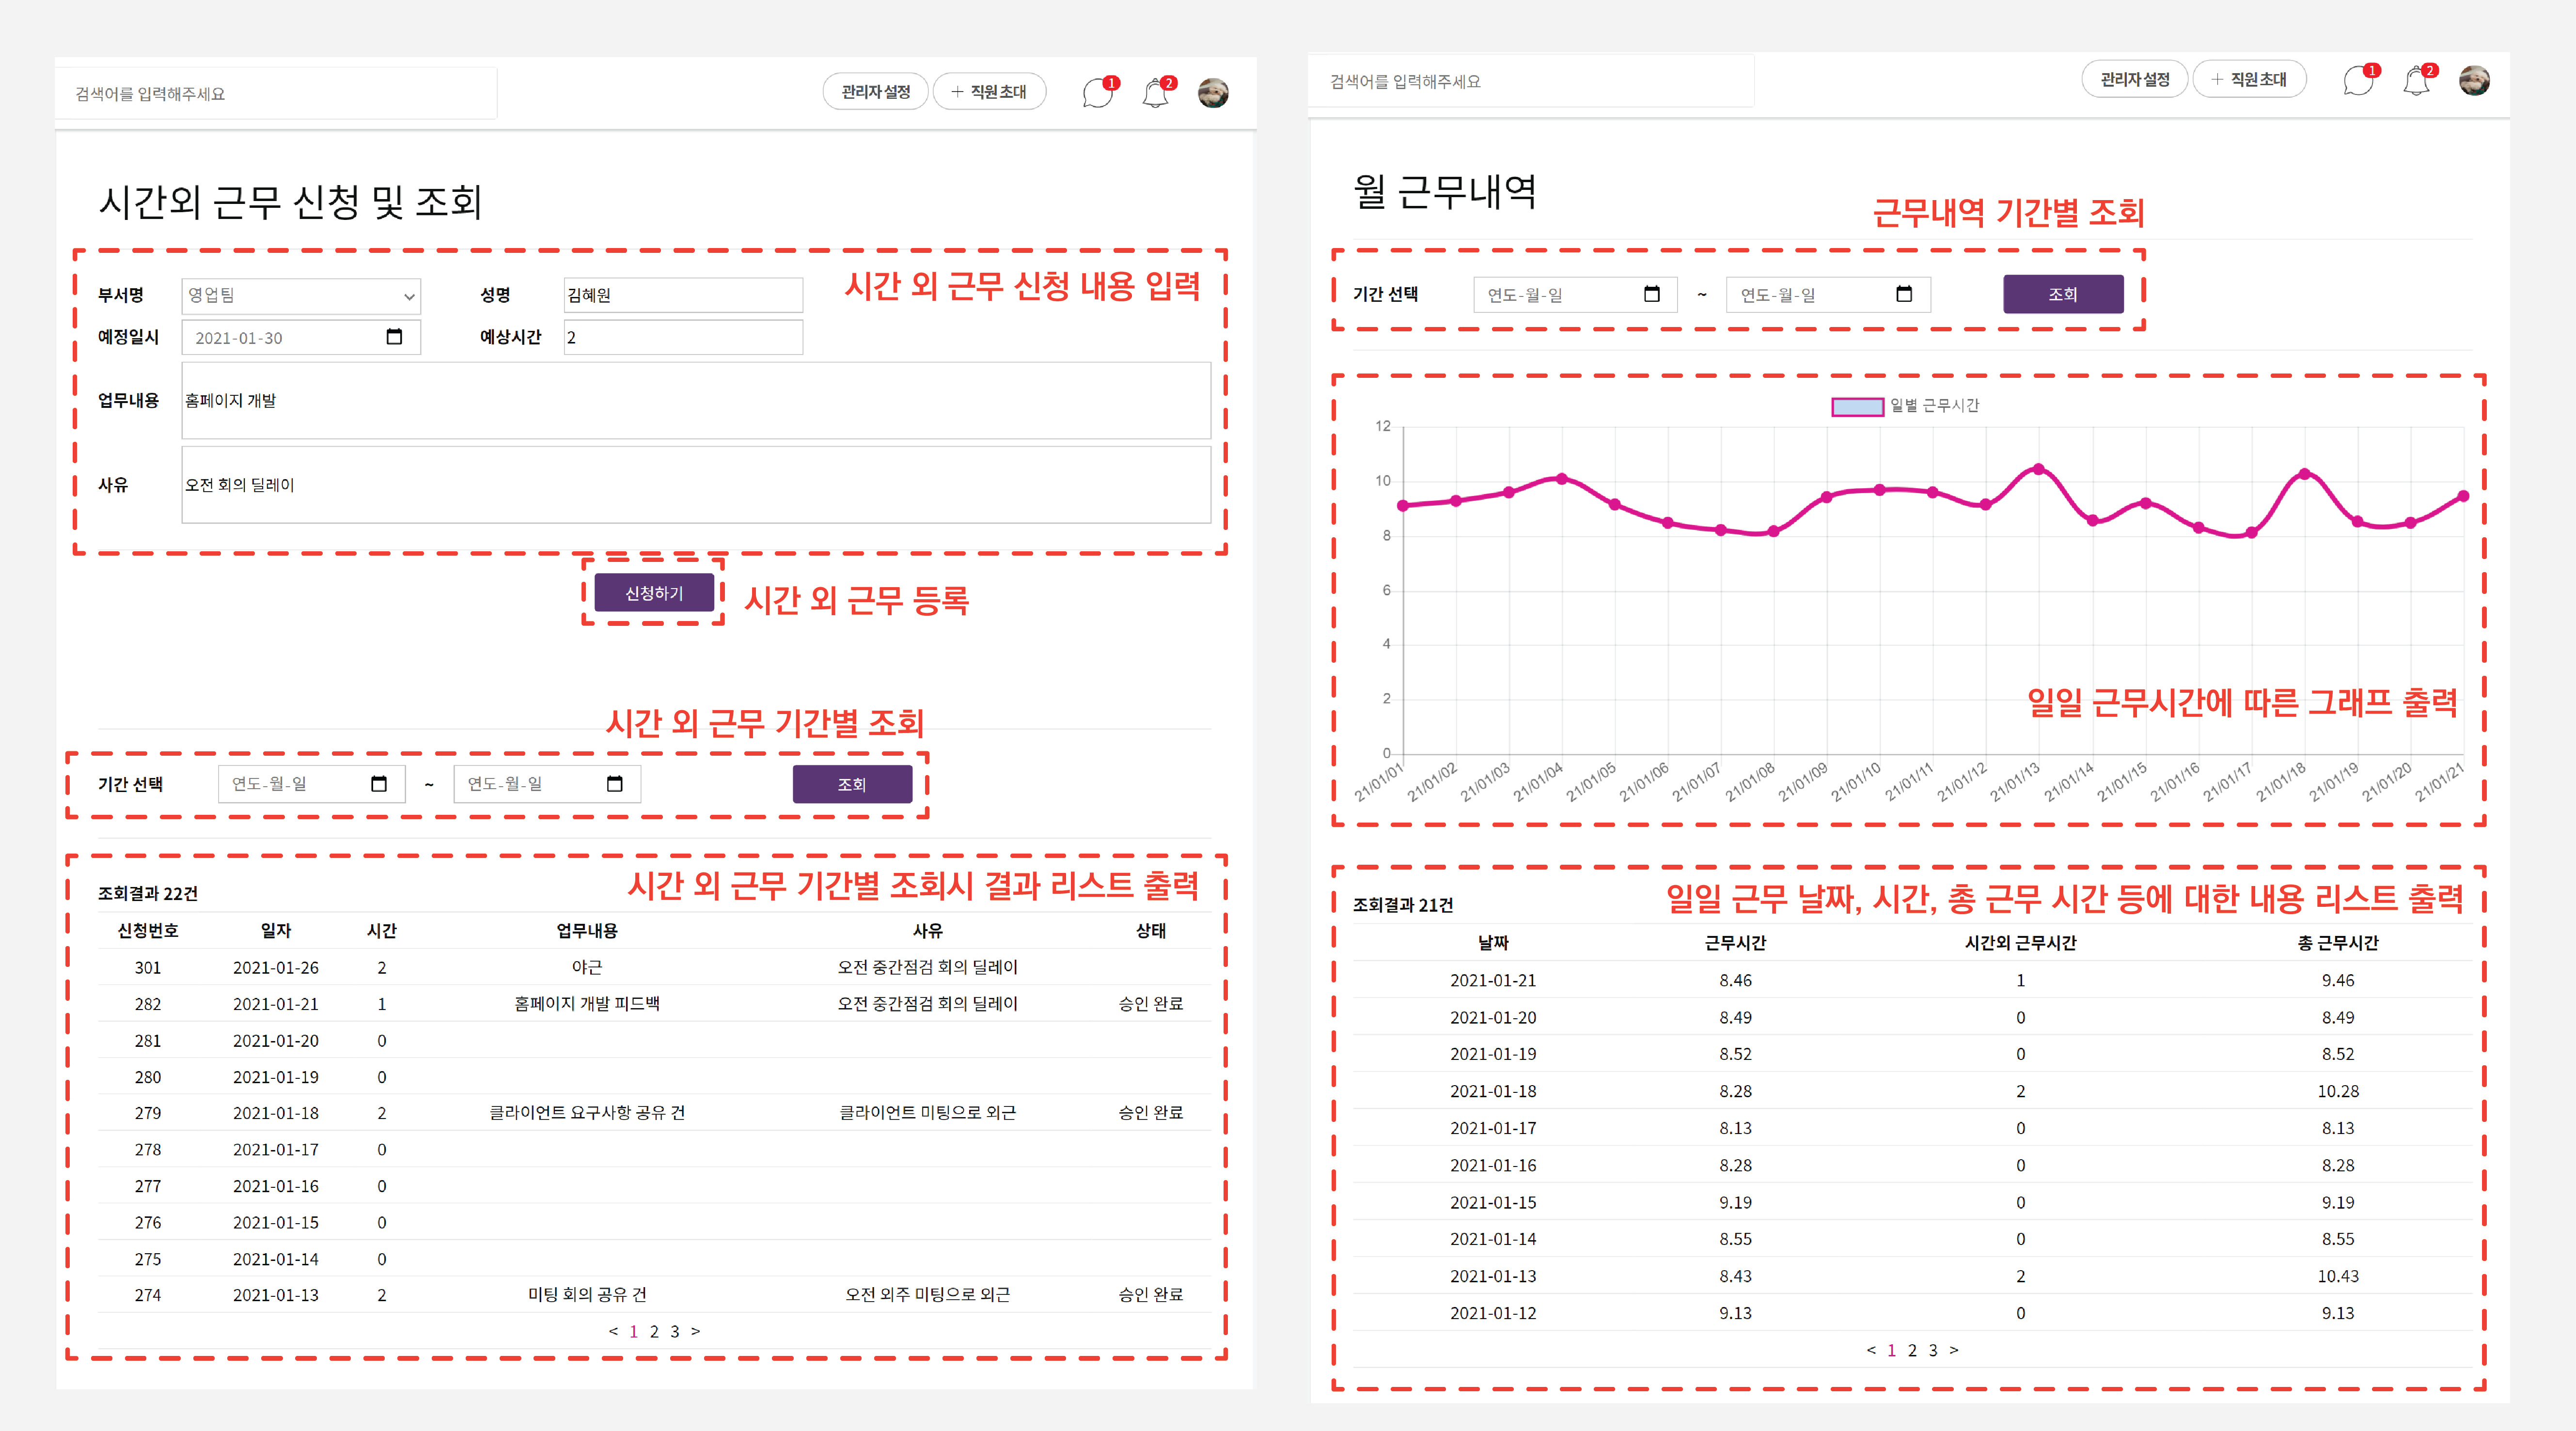 검색어를 입력해주세요
관리자 설정 + 직원 초대 1 2
시간외 근무 신청 및 조회
시간 외 근무 신청 내용 입력
부서명 영업팀 성명 김혜원
예정일시 2021-01-30 예상시간 2
업무내용 홈페이지 개발
사유 오전 회의 딜레이
신청하기 시간 외 근무 등록
시간 외 근무 기간별 조회
기간 선택 연도-월-일 ~ 연도-월-일 조회
시간 외 근무 기간별 조회시 결과 리스트 출력
조회결과 22건
신청번호 일자 시간 업무내용 사유 상태
301 2021-01-26 2 야근 오전 중간점검 회의 딜레이
282 2021-01-21 1 홈페이지 개발 피드백 오전 중간점검 회의 딜레이 승인 완료
281 2021-01-20 0
280 2021-01-19 0
279 2021-01-18 2 클라이언트 요구사항 공유 건 클라이언트 미팅으로 외근 승인 완료
278 2021-01-17 0
277 2021-01-16 0
276 2021-01-15 0
275 2021-01-14 0
274 2021-01-13 2 미팅 회의 공유 건 오전 외주 미팅으로 외근 승인 완료
< 1 2 3 >
검색어를 입력해주세요
관리자 설정 + 직원 초대 1 2
월 근무내역
근무내역 기간별 조회
기간 선택 연도-월-일 ~ 연도-월-일 조회
일별 근무시간
12
10
8
6
4
2
0
일일 근무시간에 따른 그래프 출력
21/01/01 21/01/02 21/01/03 21/01/04 21/01/05 21/01/06 21/01/07 21/01/08 21/01/09 21/01/10 21/01/11 21/01/12 21/01/13 21/01/14 21/01/15 21/01/16 21/01/17 21/01/18 21/01/19 21/01/20 21/01/21
일일 근무 날짜, 시간, 총 근무 시간 등에 대한 내용 리스트 출력
조회결과 21건
날짜 근무시간 시간외 근무시간 총 근무시간
2021-01-21 8.46 1 9.46
2021-01-20 8.49 0 8.49
2021-01-19 8.52 0 8.52
2021-01-18 8.28 2 10.28
2021-01-17 8.13 0 8.13
2021-01-16 8.28 0 8.28
2021-01-15 9.19 0 9.19
2021-01-14 8.55 0 8.55
2021-01-13 8.43 2 10.43
2021-01-12 9.13 0 9.13
< 1 2 3 >